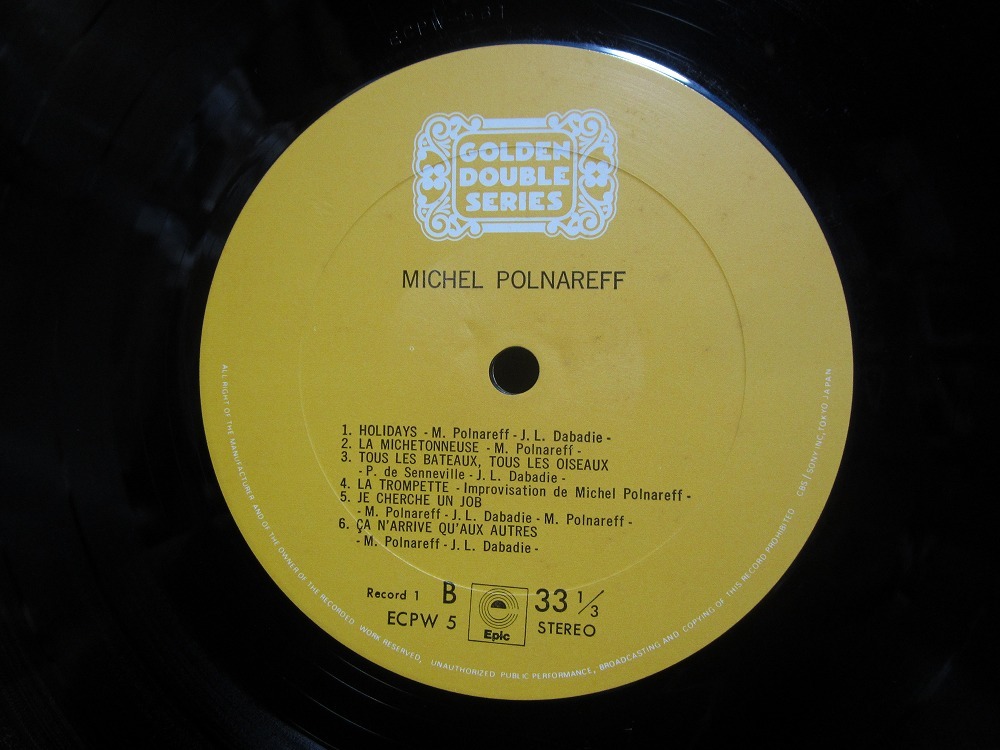 GOLDEN
DOUBLE
SERIES
MICHEL POLNAREFF
1. HOLIDAYS - M. Polnareff - J. L. Dabadie -
2. LA MICHETONNEUSE - M. Polnareff -
3. TOUS LES BATEAUX, TOUS LES OISEAUX
- P. de Senneville - J. L. Dabadie -
4. LA TROMPETTE - Improvisation de Michel Polnareff -
5. JE CHERCHE UN JOB
- M. Polnareff - J. L. Dabadie - M. Polnareff -
6. ÇA N'ARRIVE QU'AUX AUTRES
- M. Polnareff - J. L. Dabadie -
Record 1 B 33 1/3
ECPW 5 STEREO
Epic
ALL RIGHT OF THE MANUFACTURER AND OF THE OWNER OF THE RECORDED WORK RESERVED, UNAUTHORIZED PUBLIC PERFORMANCE, BROADCASTING AND COPYING OF THIS RECORD PROHIBITED CBS / SONY INC., TOKYO JAPAN